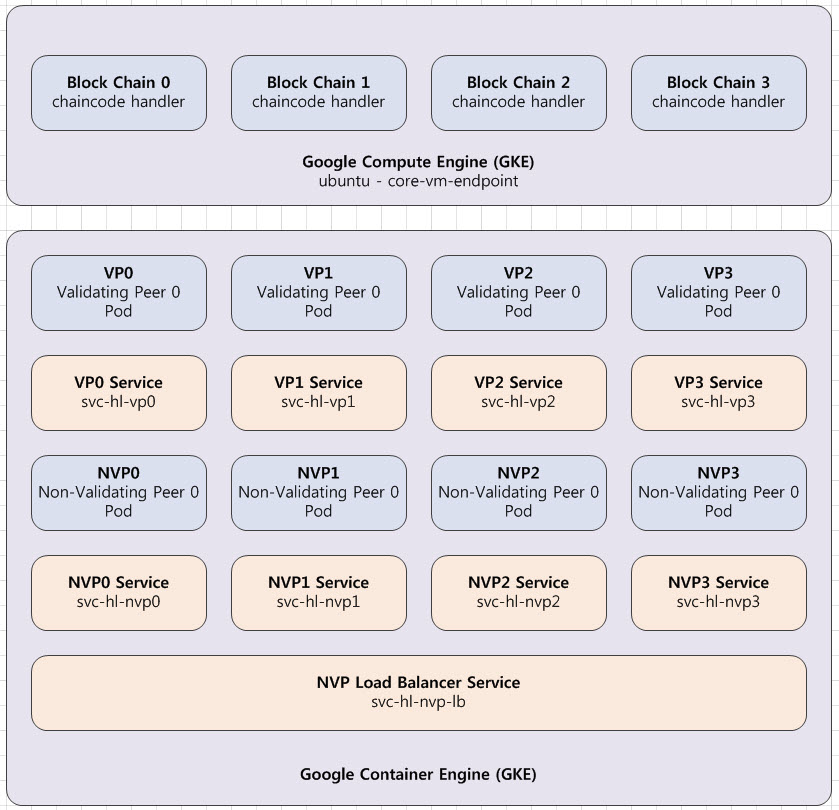 Block Chain 0
chaincode handler
Block Chain 1
chaincode handler
Block Chain 2
chaincode handler
Block Chain 3
chaincode handler
Google Compute Engine (GKE)
ubuntu - core-vm-endpoint
VP0
Validating Peer 0
Pod
VP1
Validating Peer 0
Pod
VP2
Validating Peer 0
Pod
VP3
Validating Peer 0
Pod
VP0 Service
svc-hl-vp0
VP1 Service
svc-hl-vp1
VP2 Service
svc-hl-vp2
VP3 Service
svc-hl-vp3
NVP0
Non-Validating Peer 0
Pod
NVP1
Non-Validating Peer 0
Pod
NVP2
Non-Validating Peer 0
Pod
NVP3
Non-Validating Peer 0
Pod
NVP0 Service
svc-hl-nvp0
NVP1 Service
svc-hl-nvp1
NVP2 Service
svc-hl-nvp2
NVP3 Service
svc-hl-nvp3
NVP Load Balancer Service
svc-hl-nvp-lb
Google Container Engine (GKE)